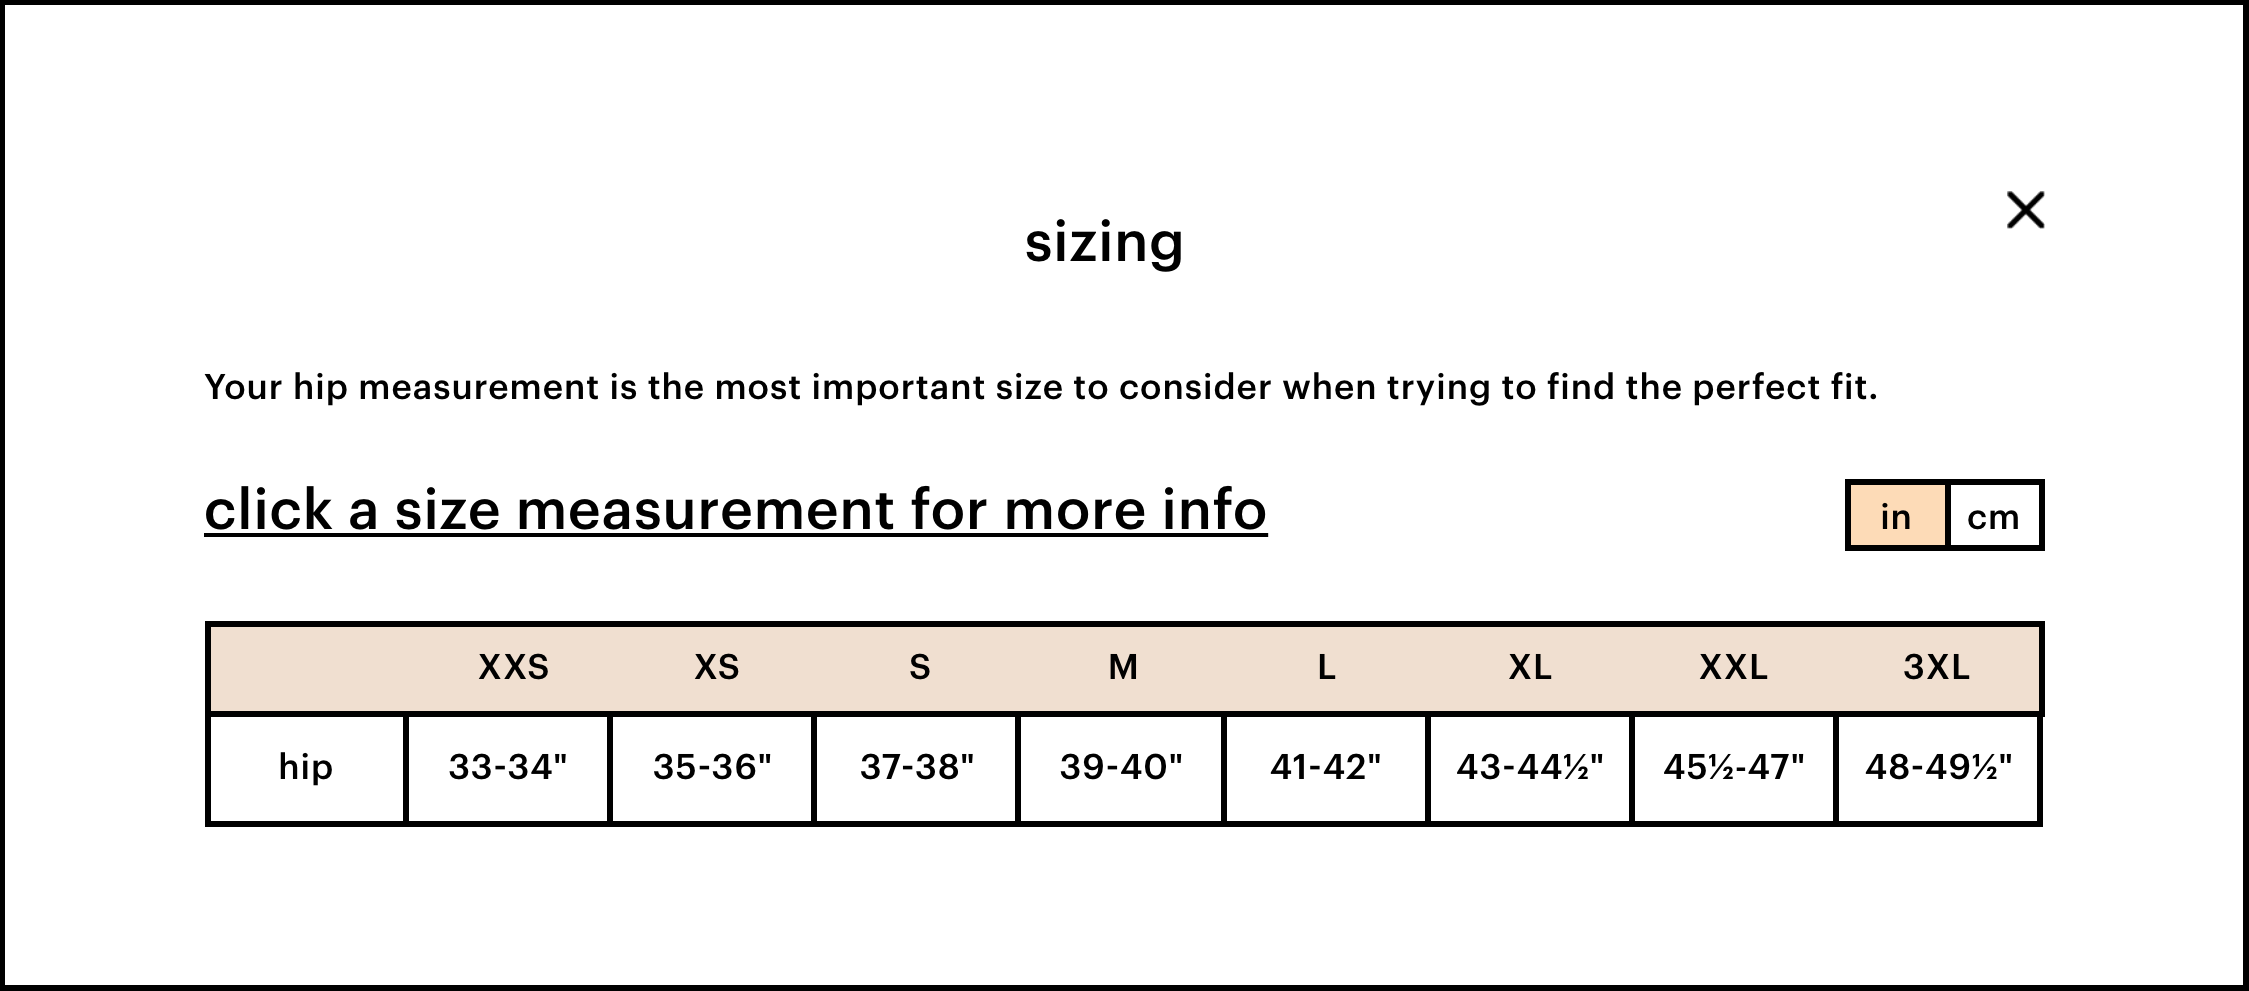 sizing
Your hip measurement is the most important size to consider when trying to find the perfect fit.
click a size measurement for more info
in cm
XXS XS S M L XL XXL 3XL
hip 33-34" 35-36" 37-38" 39-40" 41-42" 43-44½" 45½-47" 48-49½"